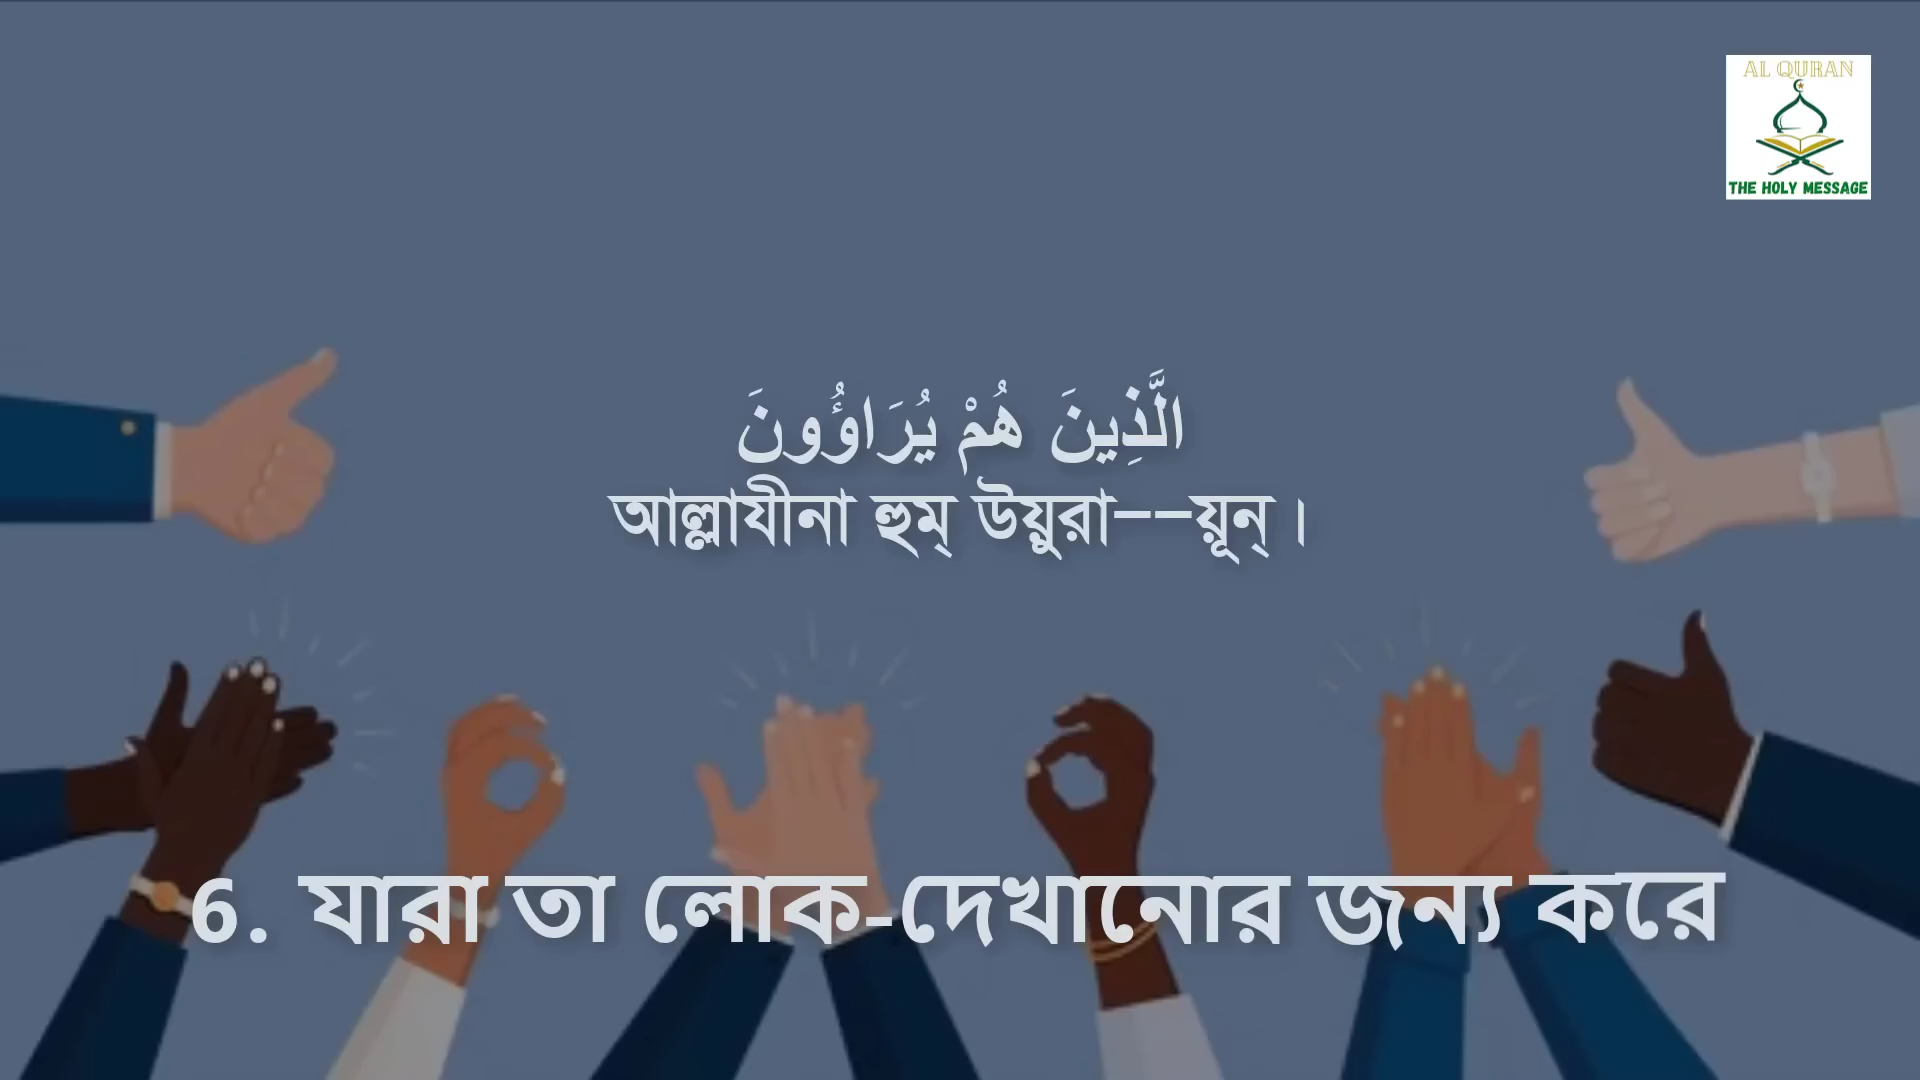 AL QURAN
THE HOLY MESSAGE
الَّذِينَ هُمْ يُرَاؤُونَ
আল্লাযীনা হুম্ উয়ুরা––য়ূন্।
6. যারা তা লোক-দেখানোর জন্য করে